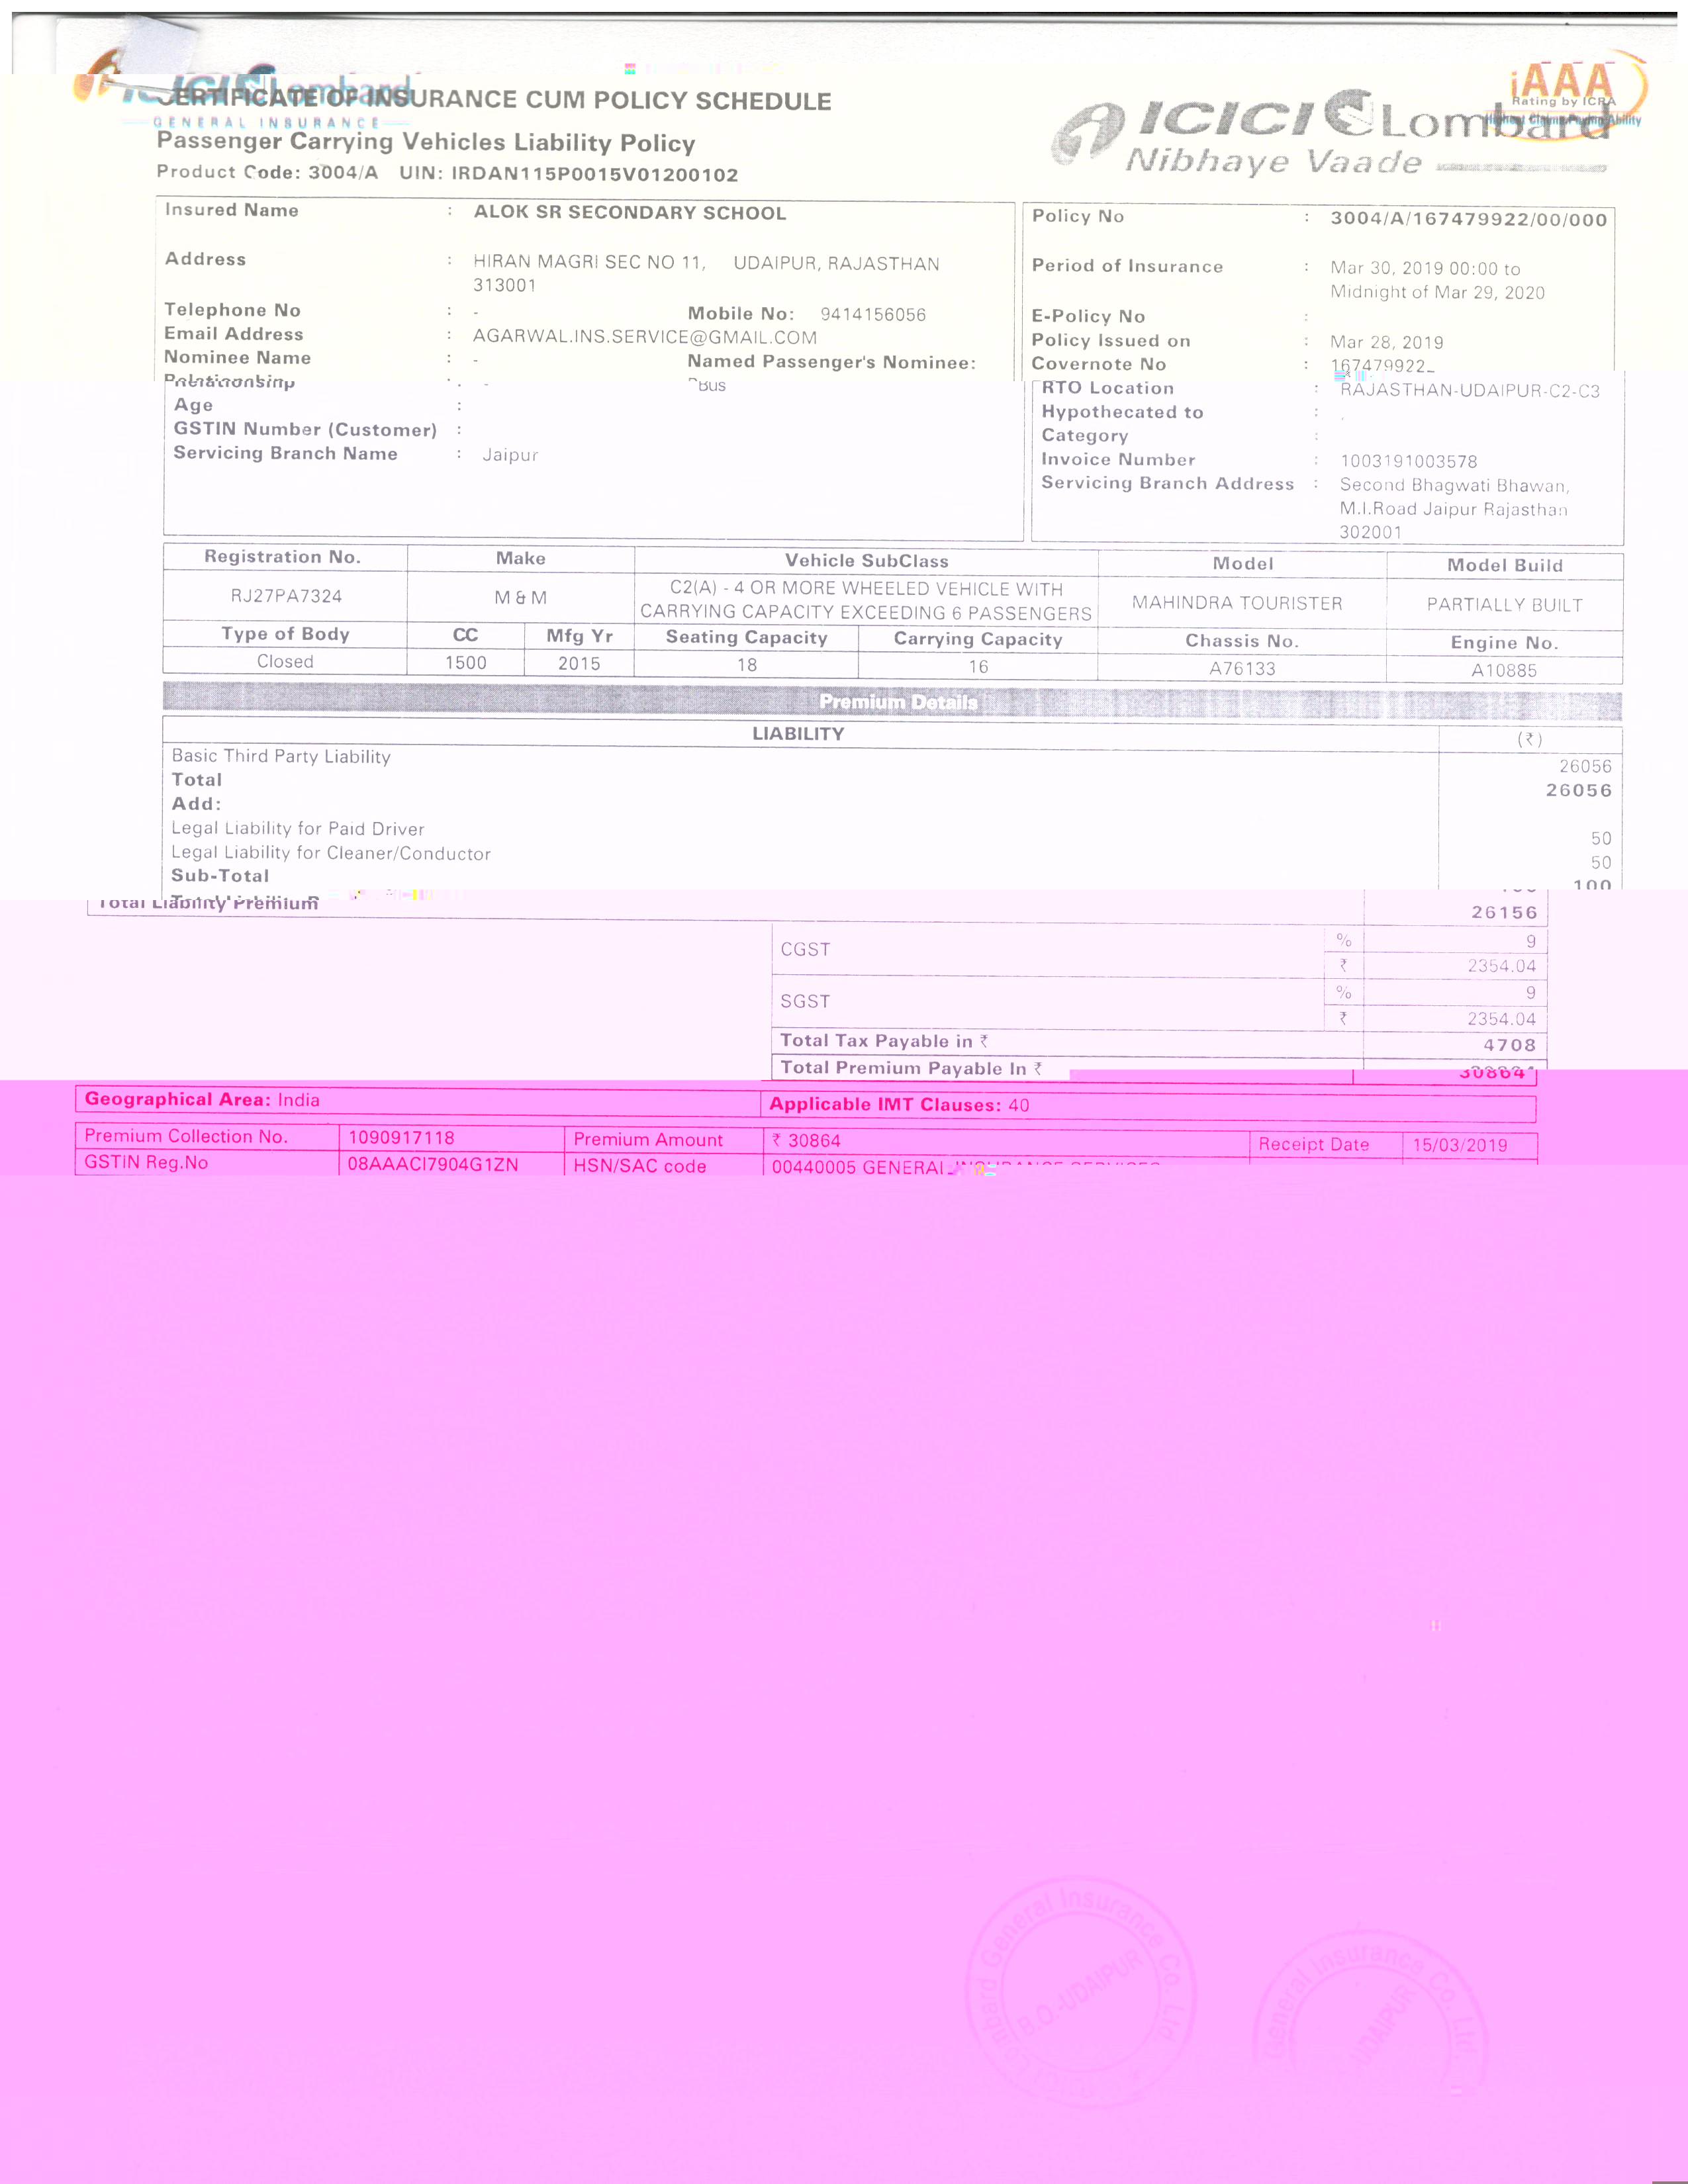 ICICI Lombard
GENERAL INSURANCE
CERTIFICATE OF INSURANCE CUM POLICY SCHEDULE
Passenger Carrying Vehicles Liability Policy
Product Code: 3004/A UIN: IRDAN115P0015V01200102
ICICI Lombard
Nibhaye Vaade
iAAA
Rating by ICRA
Highest Claims Paying Ability
Insured Name : ALOK SR SECONDARY SCHOOL
Address : HIRAN MAGRI SEC NO 11, UDAIPUR, RAJASTHAN
313001
Telephone No : - Mobile No: 9414156056
Email Address : AGARWAL.INS.SERVICE@GMAIL.COM
Nominee Name : - Named Passenger's Nominee:
Age :
GSTIN Number (Customer) :
Servicing Branch Name : Jaipur
Policy No : 3004/A/167479922/00/000
Period of Insurance : Mar 30, 2019 00:00 to
Midnight of Mar 29, 2020
E-Policy No :
Policy Issued on : Mar 28, 2019
Covernote No : 167479922
RTO Location : RAJASTHAN-UDAIPUR-C2-C3
Hypothecated to : .
Category :
Invoice Number : 1003191003578
Servicing Branch Address : Second Bhagwati Bhawan,
M.I.Road Jaipur Rajasthan
302001
Registration No. Make Vehicle SubClass Model Model Build
RJ27PA7324 M & M C2(A) - 4 OR MORE WHEELED VEHICLE WITH
CARRYING CAPACITY EXCEEDING 6 PASSENGERS MAHINDRA TOURISTER PARTIALLY BUILT
Type of Body CC Mfg Yr Seating Capacity Carrying Capacity Chassis No. Engine No.
Closed 1500 2015 18 16 A76133 A10885
Premium Details
LIABILITY (₹)
Basic Third Party Liability 26056
Total 26056
Add:
Legal Liability for Paid Driver 50
Legal Liability for Cleaner/Conductor 50
Sub-Total 100
Total Liability Premium 26156
CGST % 9
₹ 2354.04
SGST % 9
₹ 2354.04
Total Tax Payable in ₹ 4708
Total Premium Payable In ₹ 30864
Geographical Area: India Applicable IMT Clauses: 40
Premium Collection No. 1090917118 Premium Amount ₹ 30864 Receipt Date 15/03/2019
GSTIN Reg.No 08AAACI7904G1ZN HSN/SAC code 00440005 GENERAL INSURANCE SERVICES
Lombard General Insurance Co. Ltd
B.O.-UDAIPUR
ICICI
General Insurance Co. Ltd.
-UDAIPUR